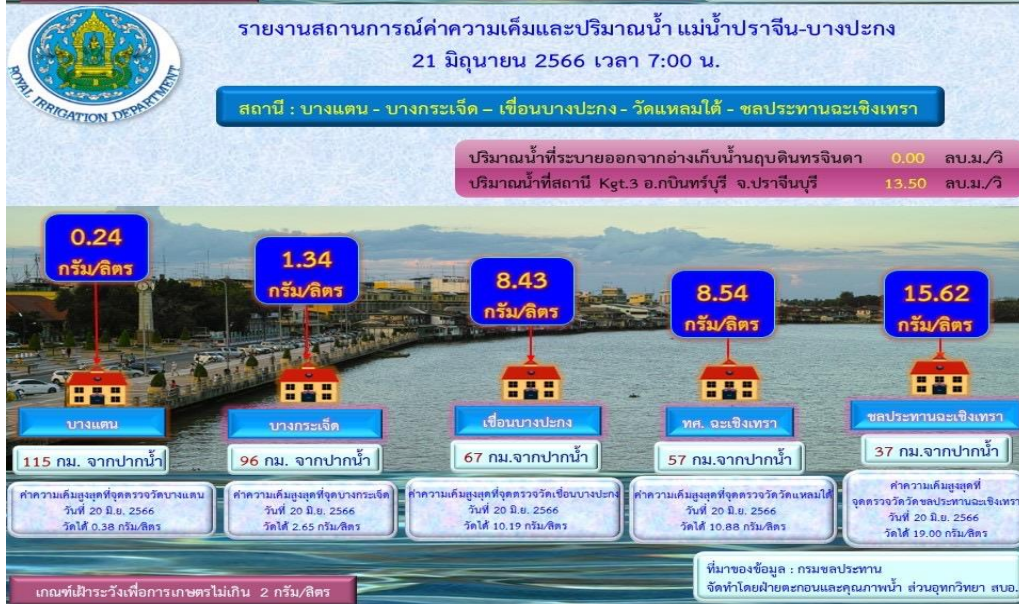 รายงานสถานการณ์ค่าความเค็มและปริมาณน้ำ แม่น้ำปราจีน-บางปะกง
21 มิถุนายน 2566 เวลา 7:00 น.
ROYAL IRRIGATION DEPARTMENT
สถานี : บางแตน - บางกระเจ็ด – เขื่อนบางปะกง - วัดแหลมใต้ - ชลประทานฉะเชิงเทรา
ปริมาณน้ำที่ระบายออกจากอ่างเก็บน้ำนฤบดินทรจินดา 0.00 ลบ.ม./วิ
ปริมาณน้ำที่สถานี Kgt.3 อ.กบินทร์บุรี จ.ปราจีนบุรี 13.50 ลบ.ม./วิ
0.24
กรัม/ลิตร
1.34
กรัม/ลิตร
8.43
กรัม/ลิตร
8.54
กรัม/ลิตร
15.62
กรัม/ลิตร
บางแตน
บางกระเจ็ด
เขื่อนบางปะกง
ทศ. ฉะเชิงเทรา
ชลประทานฉะเชิงเทรา
115 กม. จากปากน้ำ
96 กม. จากปากน้ำ
67 กม.จากปากน้ำ
57 กม.จากปากน้ำ
37 กม.จากปากน้ำ
ค่าความเค็มสูงสุดที่จุดตรวจวัดบางแตน
วันที่ 20 มิ.ย. 2566
วัดได้ 0.38 กรัม/ลิตร
ค่าความเค็มสูงสุดที่จุดบางกระเจ็ด
วันที่ 20 มิ.ย. 2566
วัดได้ 2.65 กรัม/ลิตร
ค่าความเค็มสูงสุดที่จุดตรวจวัดเขื่อนบางปะกง
วันที่ 20 มิ.ย. 2566
วัดได้ 10.19 กรัม/ลิตร
ค่าความเค็มสูงสุดที่จุดตรวจวัดวัดแหลมใต้
วันที่ 20 มิ.ย. 2566
วัดได้ 10.88 กรัม/ลิตร
ค่าความเค็มสูงสุดที่
จุดตรวจวัดวัดชลประทานฉะเชิงเทรา
วันที่ 20 มิ.ย. 2566
วัดได้ 19.00 กรัม/ลิตร
เกณฑ์เฝ้าระวังเพื่อการเกษตรไม่เกิน 2 กรัม/ลิตร
ที่มาของข้อมูล : กรมชลประทาน
จัดทำโดยฝ่ายตะกอนและคุณภาพน้ำ ส่วนอุทกวิทยา สบอ.